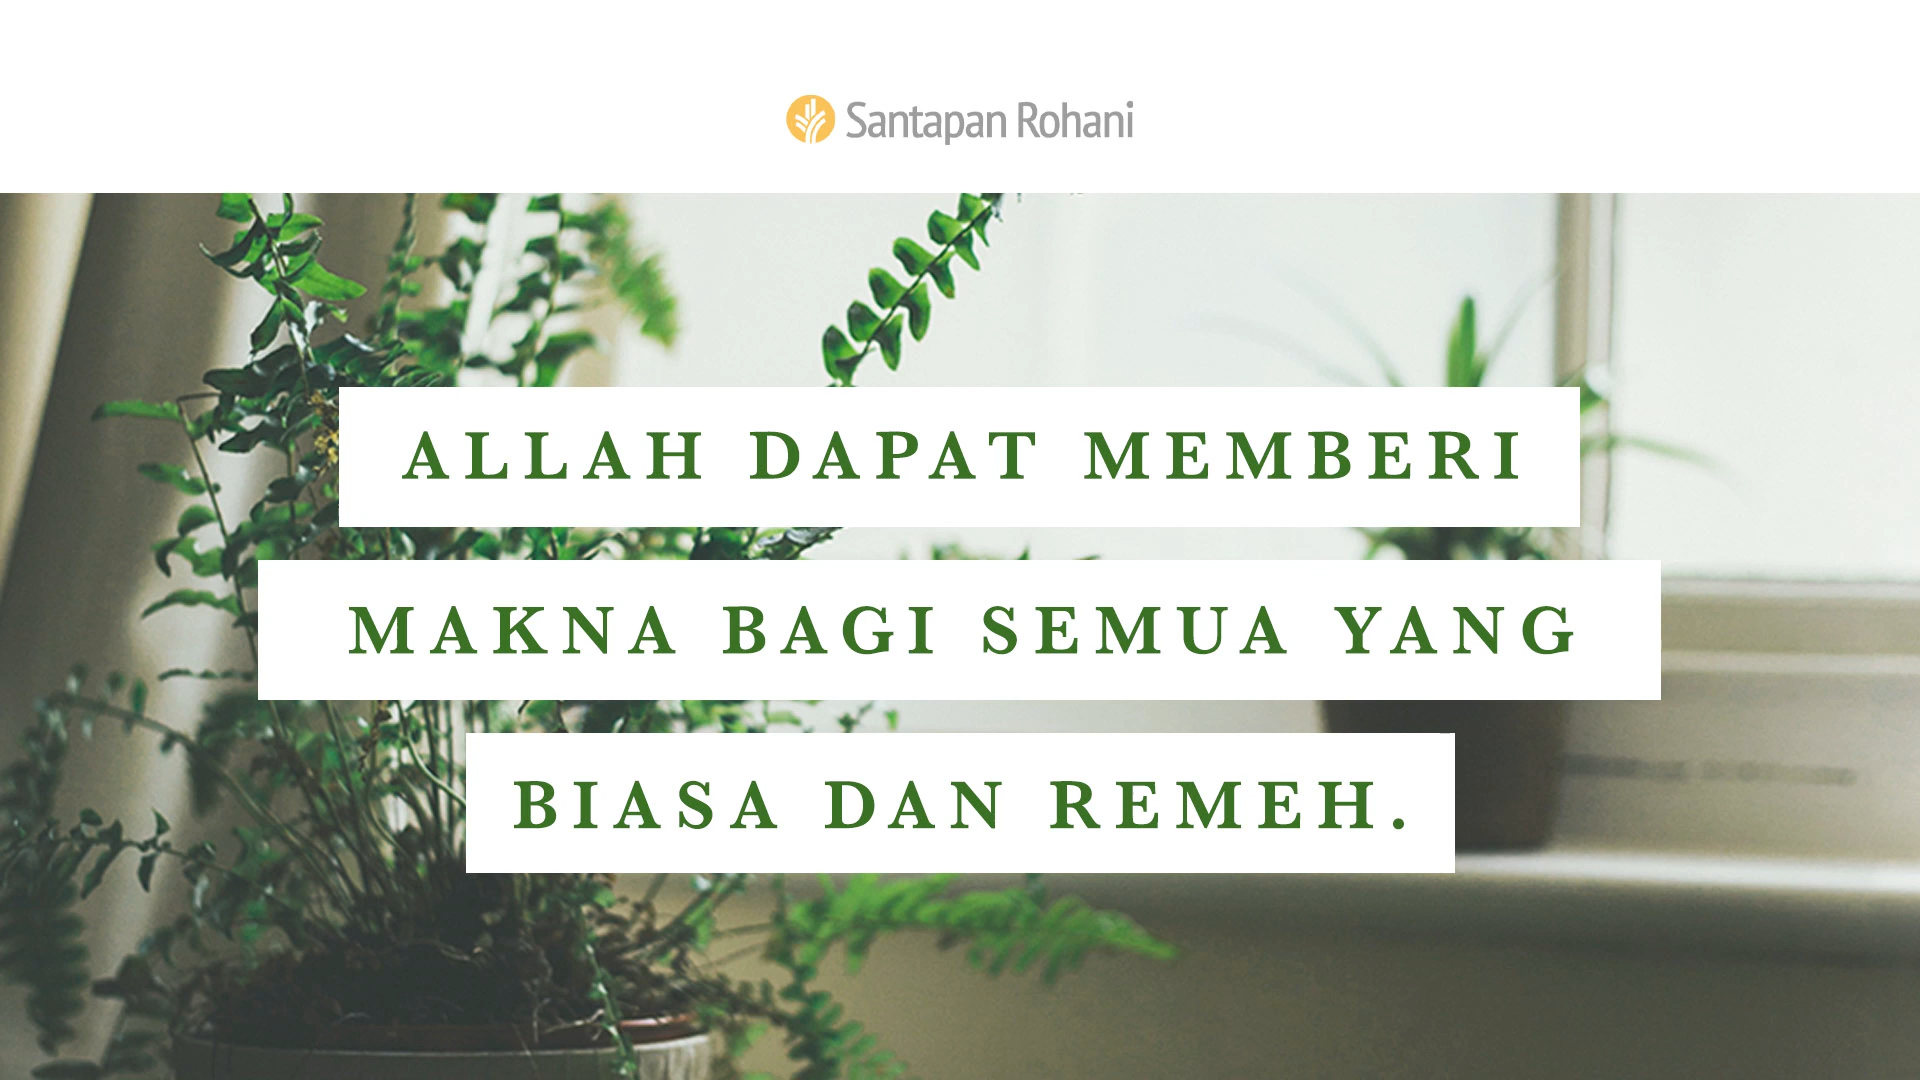 Santapan Rohani
ALLAH DAPAT MEMBERI
MAKNA BAGI SEMUA YANG
BIASA DAN REMEH.